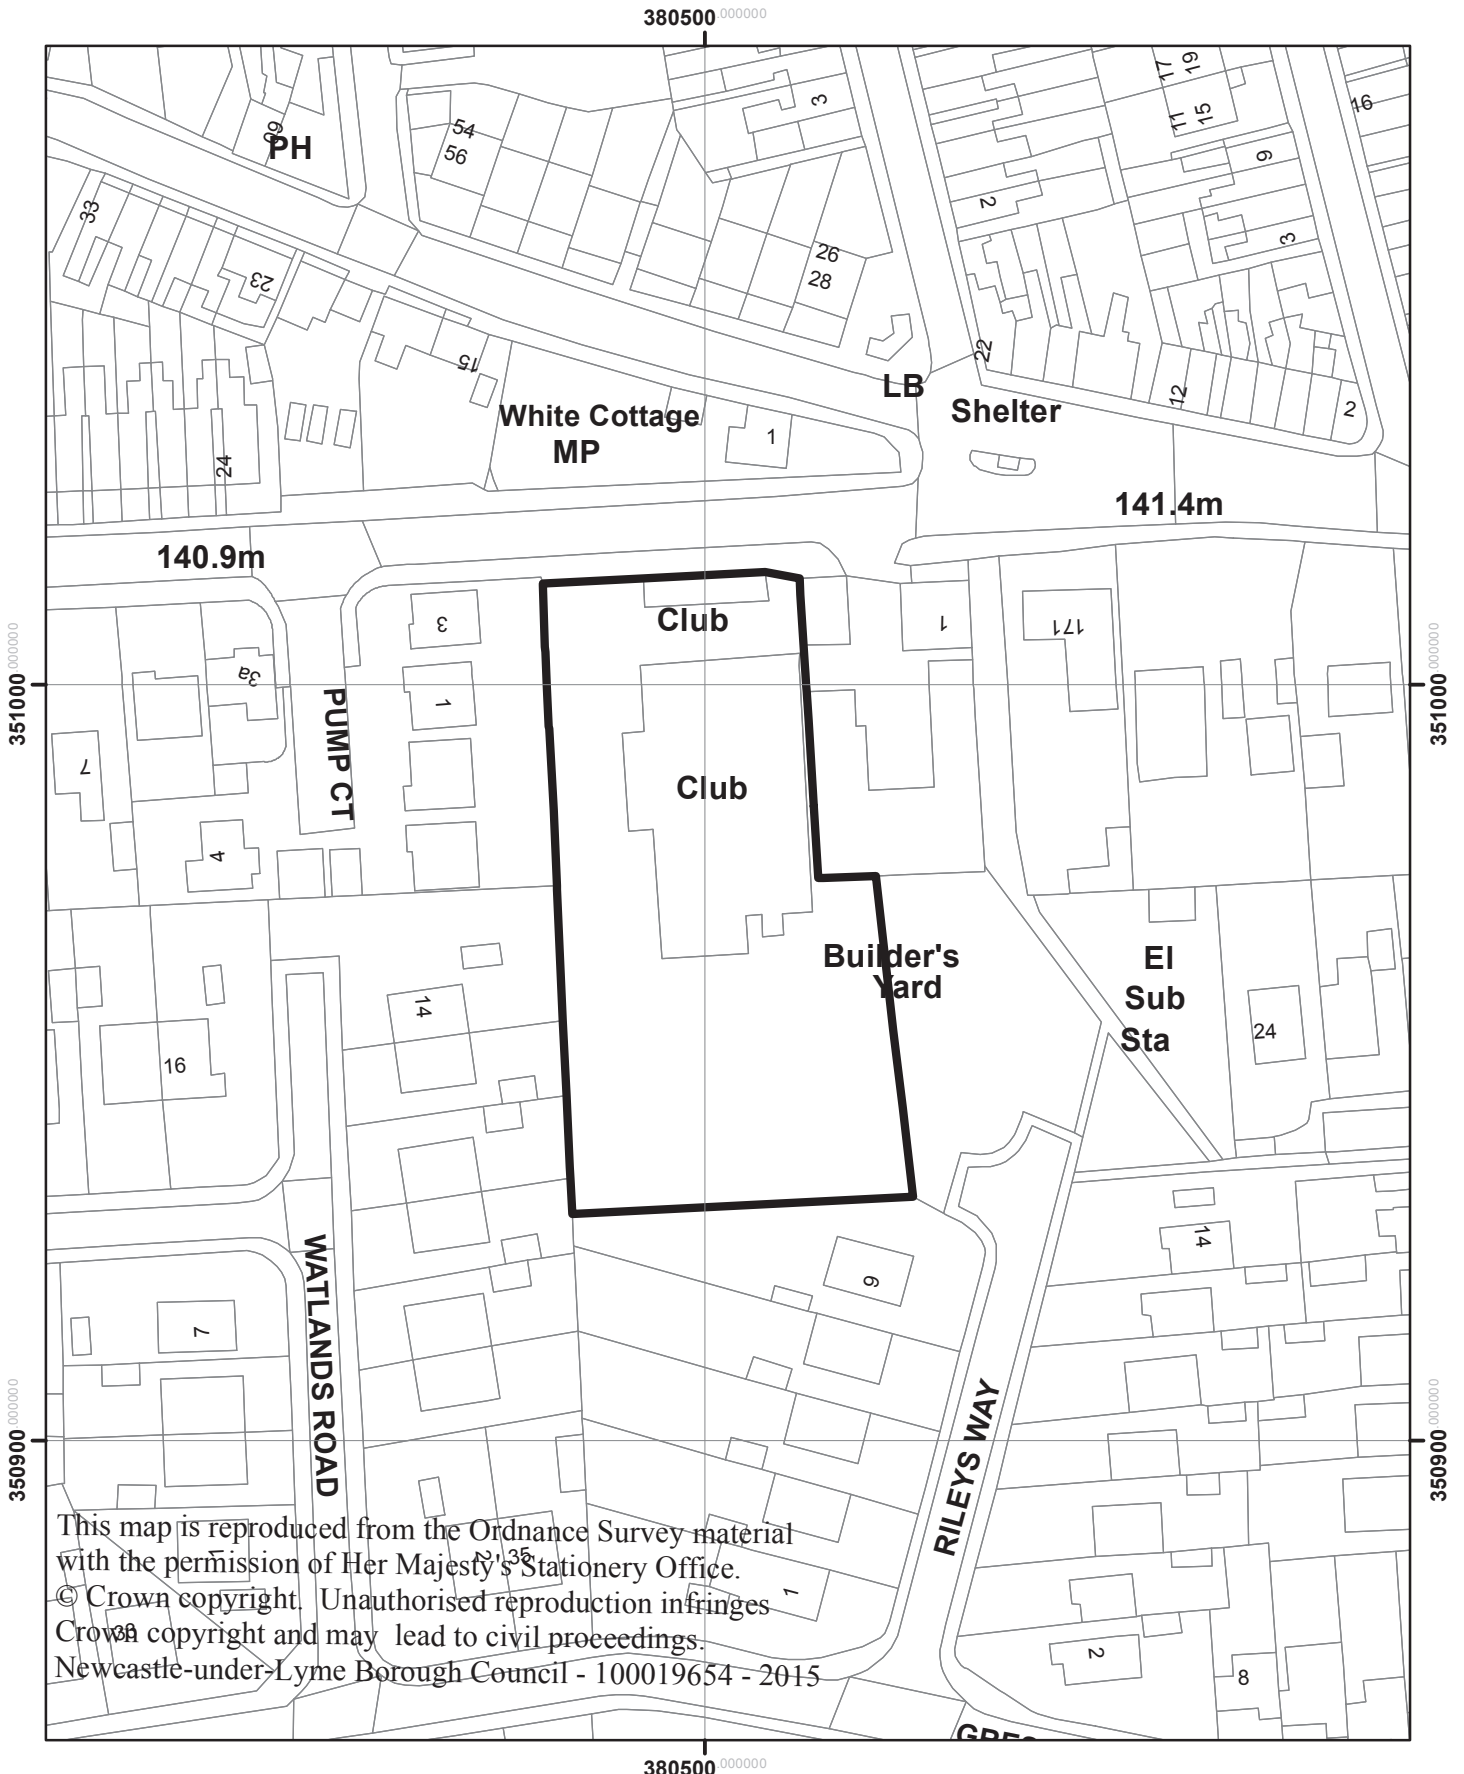 380500.000000
17
19
3
16
11
15
60
PH
54
56
9
33
2
26
28
3
23
22
15
LB
12
2
White Cottage
Shelter
1
MP
24
141.4m
140.9m
351000.000000
351000.000000
3
Club
1
171
3a
1
PUMP CT
7
Club
4
Builder's
Yard
El
Sub
Sta
14
24
16
14
6
7
WATLANDS ROAD
RILEYS WAY
350900.000000
350900.000000
This map is reproduced from the Ordnance Survey material
with the permission of Her Majesty's Stationery Office.
© Crown copyright. Unauthorised reproduction infringes
Crown copyright and may lead to civil proceedings.
Newcastle-under-Lyme Borough Council - 100019654 - 2015
1
2
35
1
2
8
380500.000000